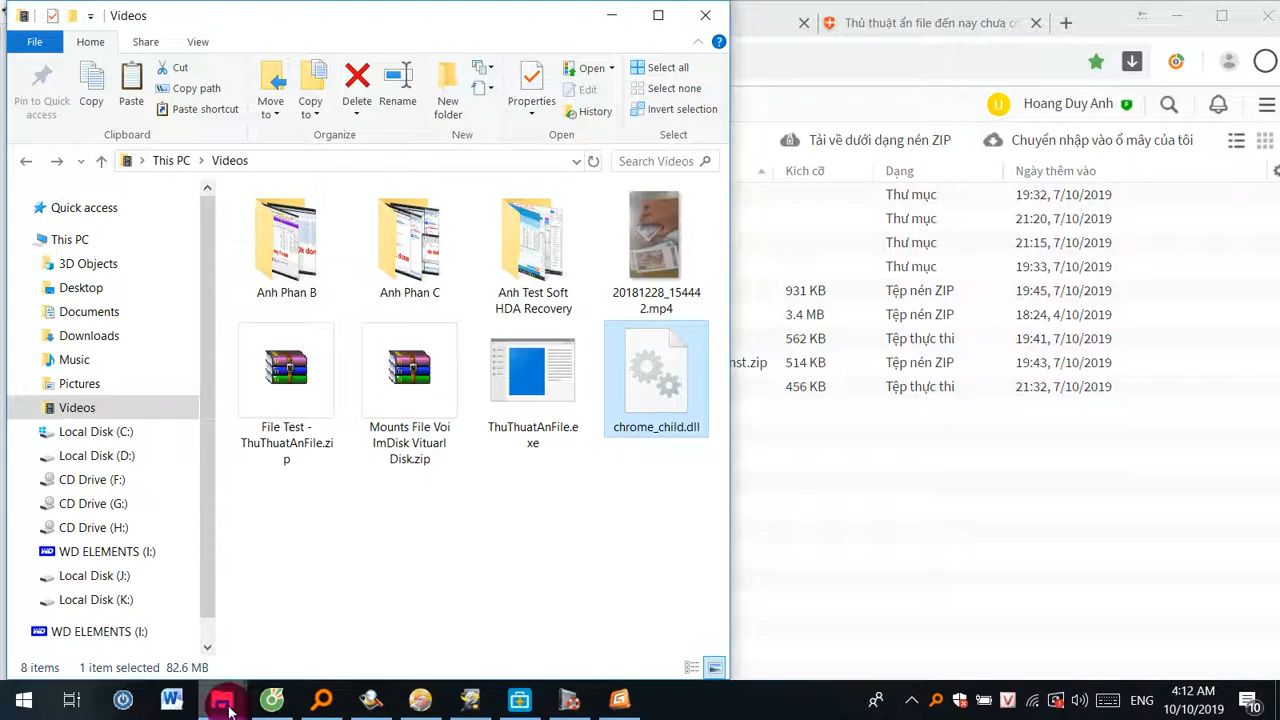 Videos
Thủ thuật ẩn file đến nay chưa c
File
Home
Share
View
Pin to Quick access
Copy
Paste
Cut
Copy path
Paste shortcut
Clipboard
Move to
Copy to
Delete
Rename
Organize
New folder
New
Properties
Open
Edit
History
Open
Select all
Select none
Invert selection
Select
Hoang Duy Anh
Tải về dưới dạng nén ZIP
Chuyển nhập vào ổ mây của tôi
This PC
Videos
Search Videos
Kích cỡ
Dạng
Ngày thêm vào
Thư mục
19:32, 7/10/2019
Thư mục
21:20, 7/10/2019
Thư mục
21:15, 7/10/2019
Thư mục
19:33, 7/10/2019
931 KB
Tệp nén ZIP
19:45, 7/10/2019
3.4 MB
Tệp nén ZIP
18:24, 4/10/2019
562 KB
Tệp thực thi
19:41, 7/10/2019
nst.zip
514 KB
Tệp nén ZIP
19:43, 7/10/2019
456 KB
Tệp thực thi
21:32, 7/10/2019
Quick access
This PC
3D Objects
Desktop
Documents
Downloads
Music
Pictures
Videos
Local Disk (C:)
Local Disk (D:)
CD Drive (F:)
CD Drive (G:)
CD Drive (H:)
WD ELEMENTS (I:)
Local Disk (J:)
Local Disk (K:)
WD ELEMENTS (I:)
Anh Phan B
Anh Phan C
Anh Test Soft
HDA Recovery
20181228_15444
2.mp4
File Test -
ThuThuatAnFile.zi
p
Mounts File Voi
ImDisk Vituarl
Disk.zip
ThuThuatAnFile.e
xe
chrome_child.dll
8 items
1 item selected
82.6 MB
ENG
4:12 AM
10/10/2019
10